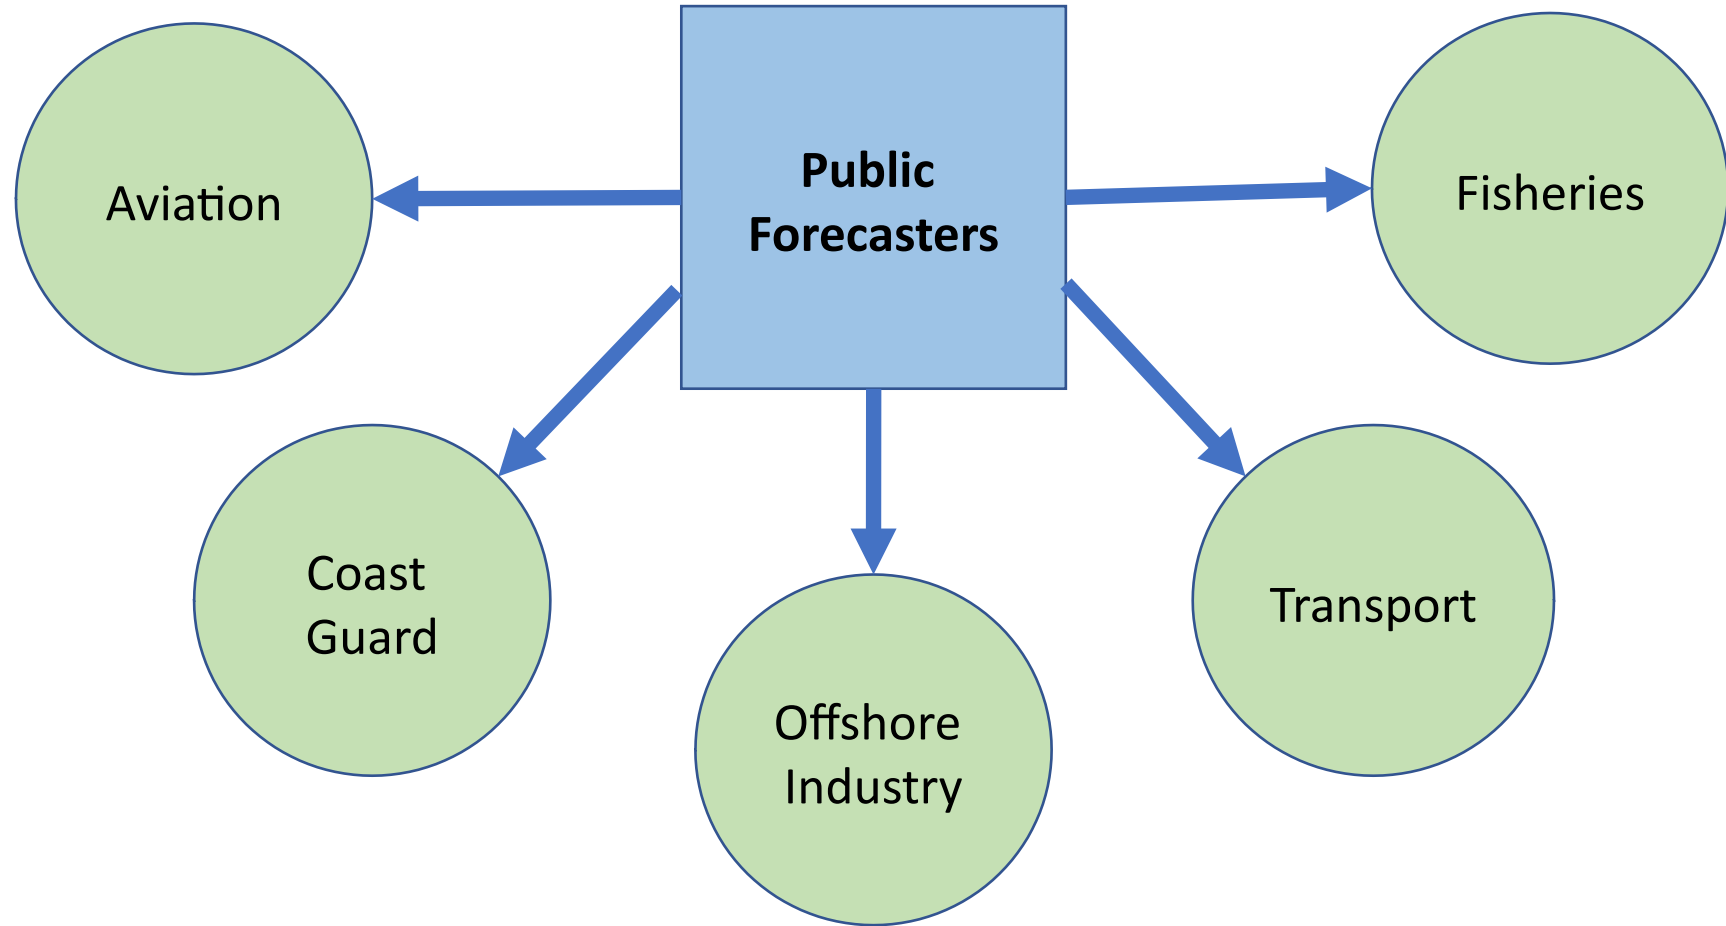 Public
Forecasters
Aviation
Fisheries
Coast
Guard
Offshore
Industry
Transport